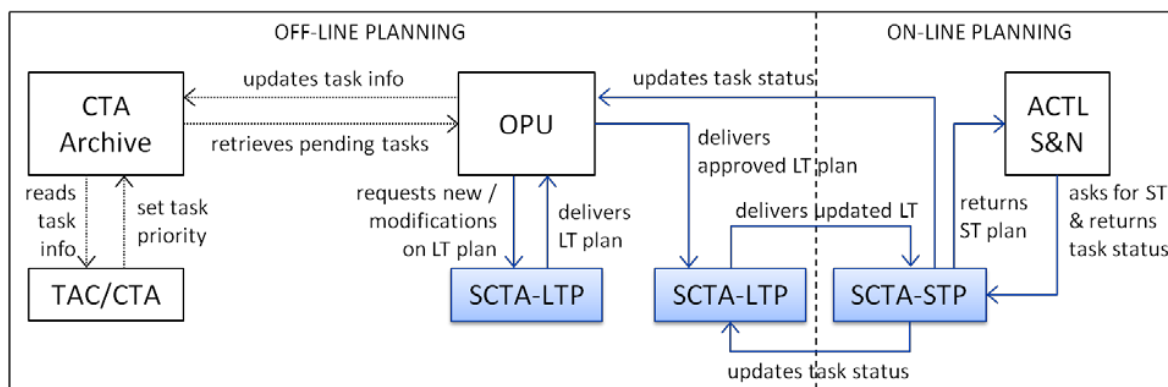 OFF-LINE PLANNING
ON-LINE PLANNING
updates task info
updates task status
CTA
Archive
OPU
ACTL
S&N
retrieves pending tasks
delivers
approved LT plan
reads
task
info
set task
priority
requests new /
modifications
on LT plan
delivers
LT plan
delivers updated LT
returns
ST plan
asks for ST
& returns
task status
TAC/CTA
SCTA-LTP
SCTA-LTP
SCTA-STP
updates task status